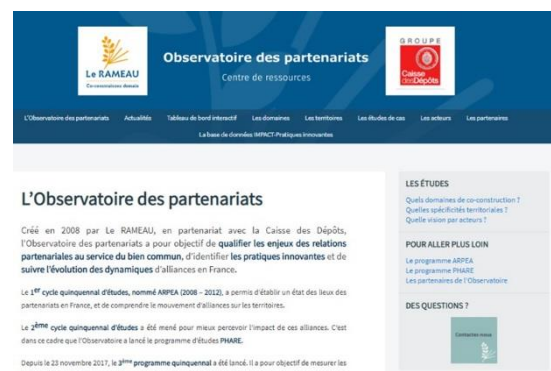 Le RAMEAU
Co-construisons demain
Observatoire des partenariats
Centre de ressources
GROUPE
Caisse
des Dépôts
L'Observatoire des partenariats Actualités Tableau de bord interactif Les domaines Les territoires Les études de cas Les acteurs Les partenaires
La base de données IMPACT-Pratiques innovantes
L'Observatoire des partenariats
Créé en 2008 par Le RAMEAU, en partenariat avec la Caisse des Dépôts,
l'Observatoire des partenariats a pour objectif de qualifier les enjeux des relations
partenariales au service du bien commun, d'identifier les pratiques innovantes et de
suivre l'évolution des dynamiques d'alliances en France.
Le 1er cycle quinquennal d'études, nommé ARPEA (2008 – 2012), a permis d'établir un état des lieux des
partenariats en France, et de comprendre le mouvement d'alliances sur les territoires.
Le 2ème cycle quinquennal d'études a été mené pour mieux percevoir l'impact de ces alliances. C'est
dans ce cadre que l'Observatoire a lancé le programme d'études PHARE.
Depuis le 23 novembre 2017, le 3ème programme quinquennal a été lancé. Il a pour objectif de mesurer les
LES ÉTUDES
Quels domaines de co-construction ?
Quelles spécificités territoriales ?
Quelle vision par acteurs ?
POUR ALLER PLUS LOIN
Le programme ARPEA
Le programme PHARE
Les partenaires de l'Observatoire
DES QUESTIONS ?
Contactez-nous